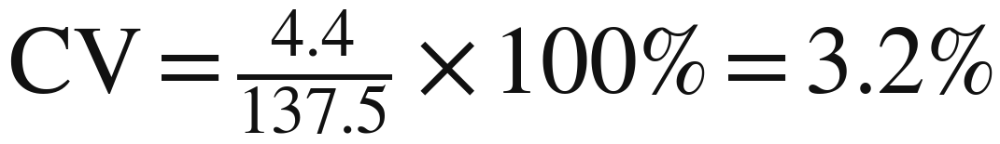 CV = 4.4/137.5 × 100% = 3.2%